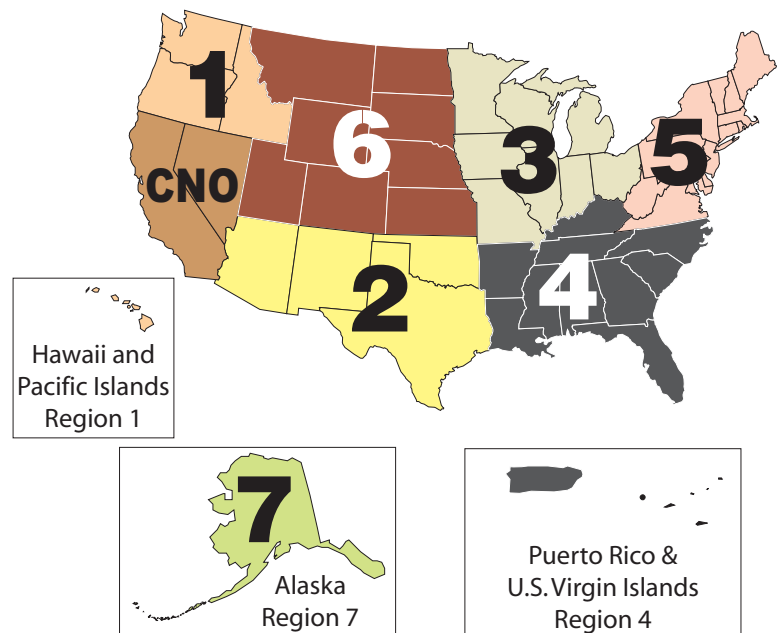 1
6
3
5
CNO
2
4
Hawaii and
Pacific Islands
Region 1
7
Alaska
Region 7
Puerto Rico &
U.S. Virgin Islands
Region 4